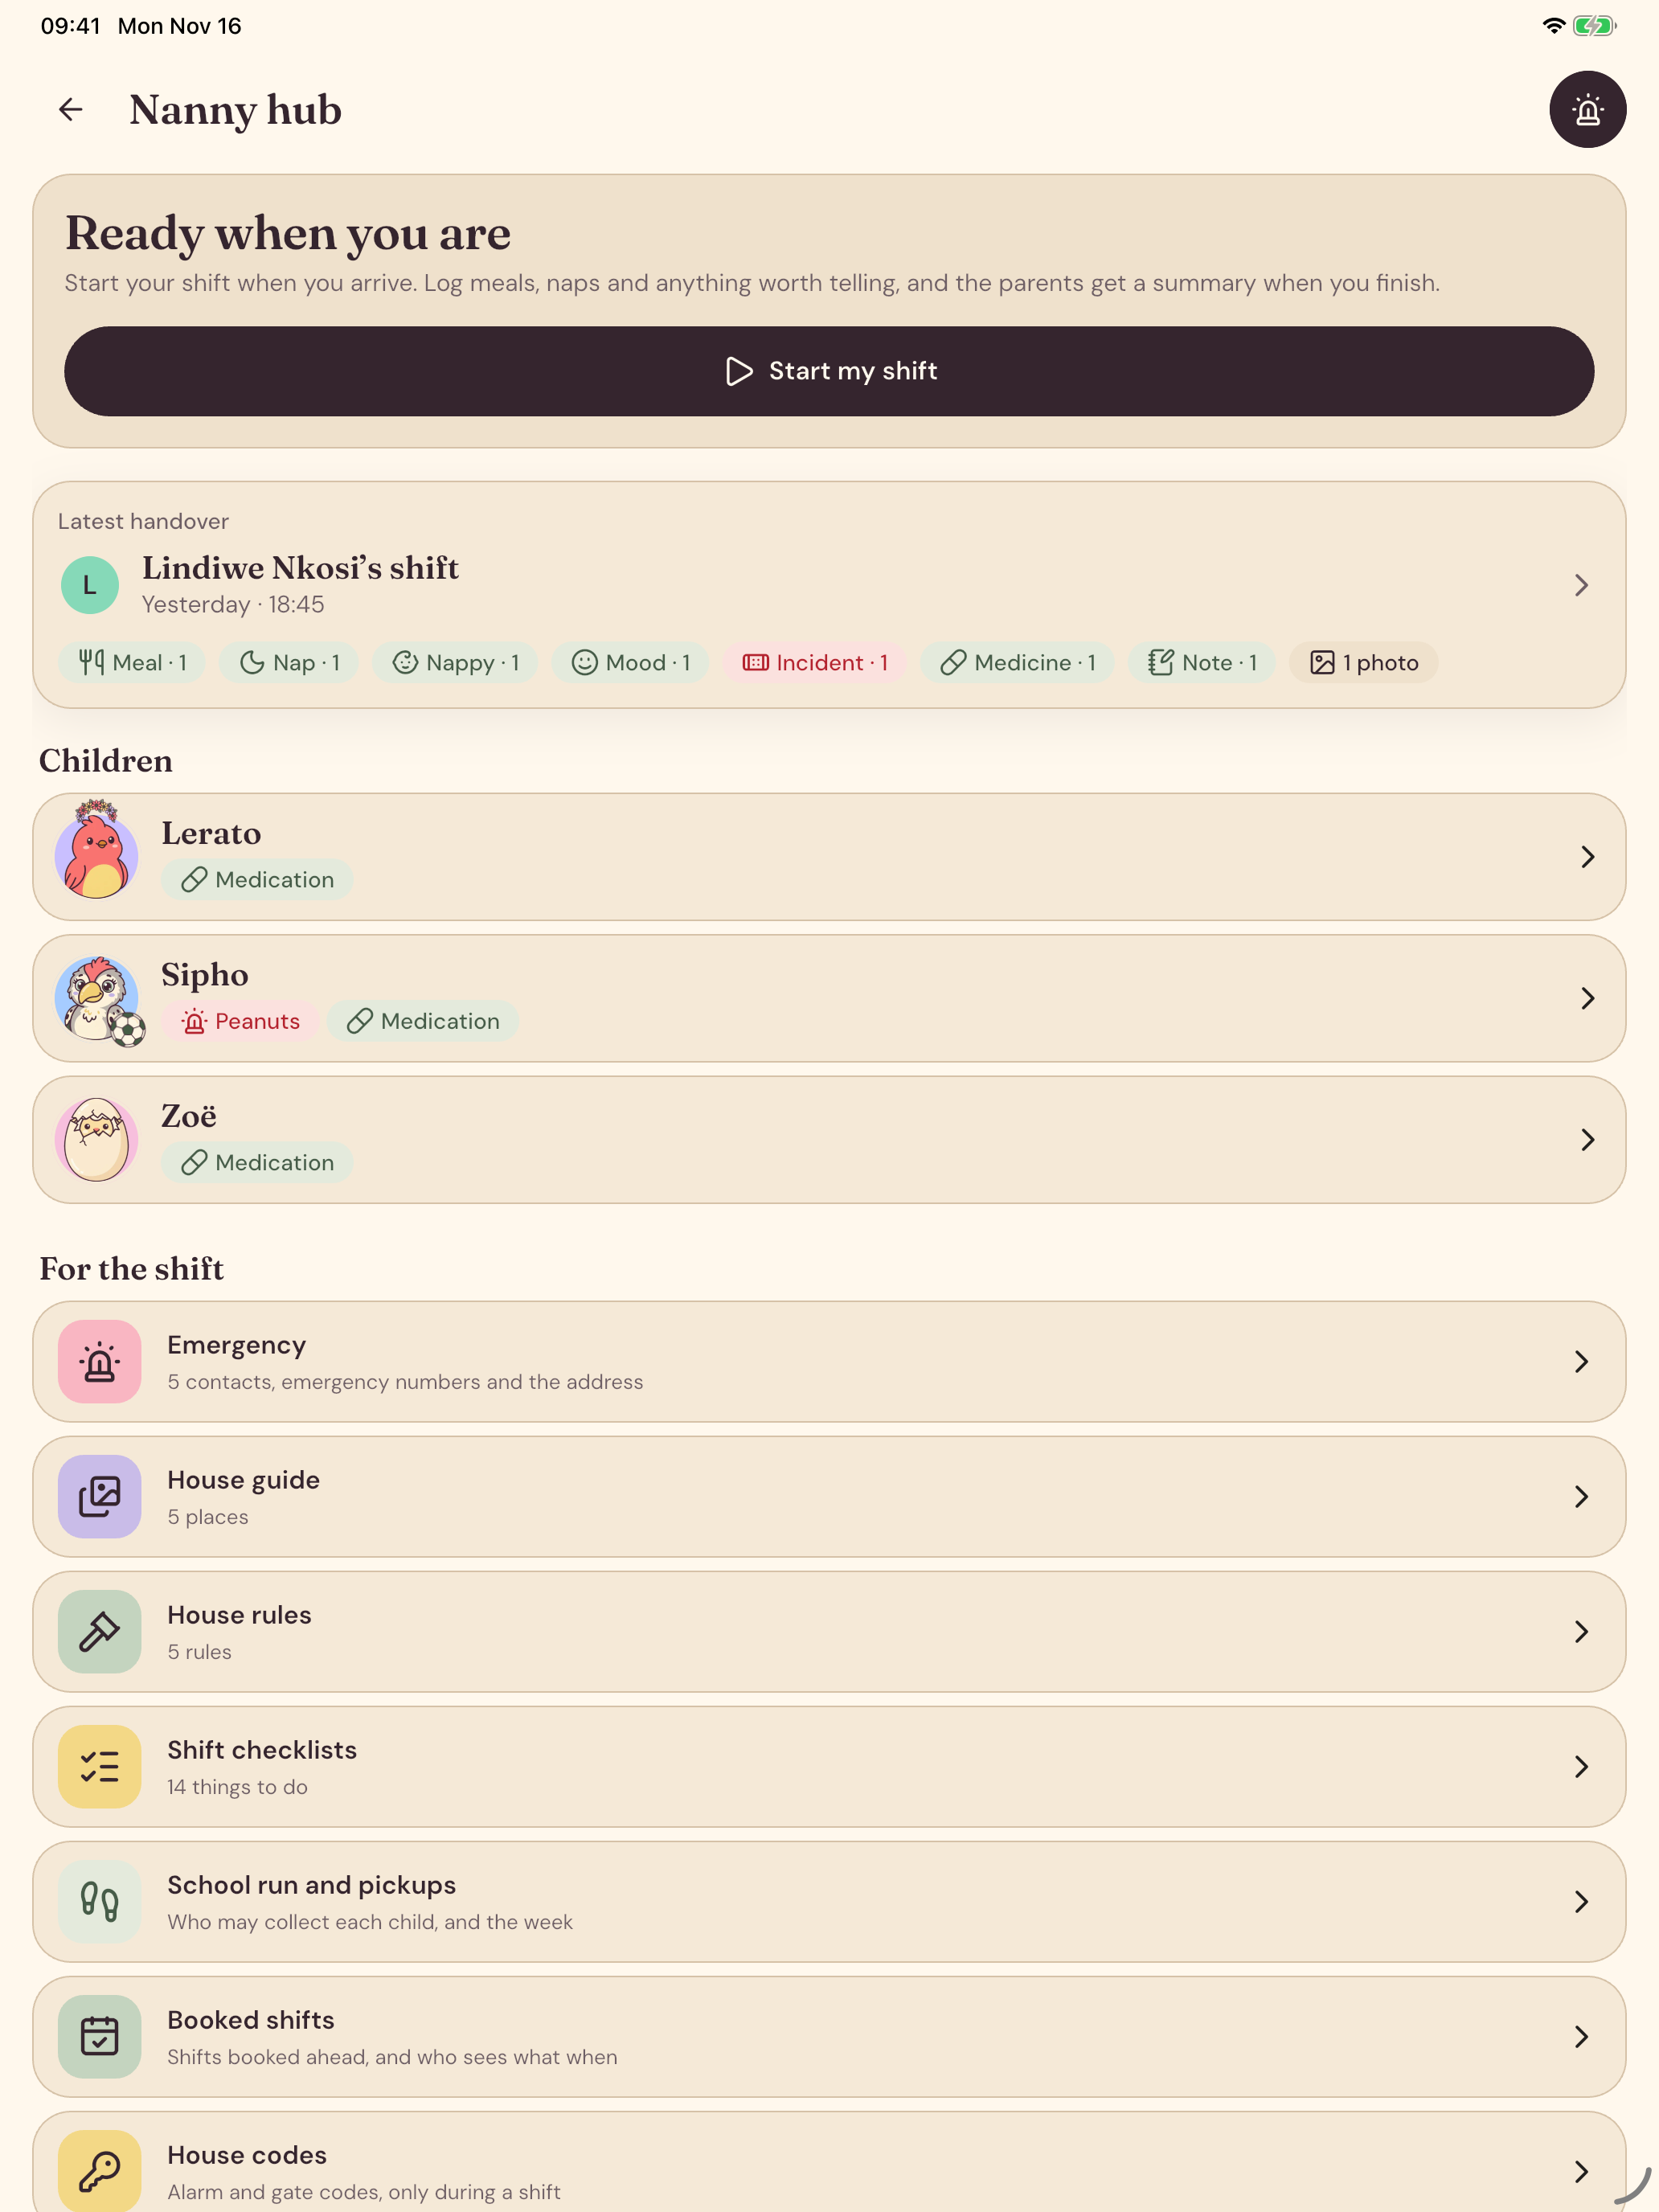 09:41 Mon Nov 16
Nanny hub
Ready when you are
Start your shift when you arrive. Log meals, naps and anything worth telling, and the parents get a summary when you finish.
Start my shift
Latest handover
L
Lindiwe Nkosi’s shift
Yesterday · 18:45
Meal · 1 Nap · 1 Nappy · 1 Mood · 1 Incident · 1 Medicine · 1 Note · 1 1 photo
Children
Lerato
Medication
Sipho
Peanuts Medication
Zoë
Medication
For the shift
Emergency
5 contacts, emergency numbers and the address
House guide
5 places
House rules
5 rules
Shift checklists
14 things to do
School run and pickups
Who may collect each child, and the week
Booked shifts
Shifts booked ahead, and who sees what when
House codes
Alarm and gate codes, only during a shift